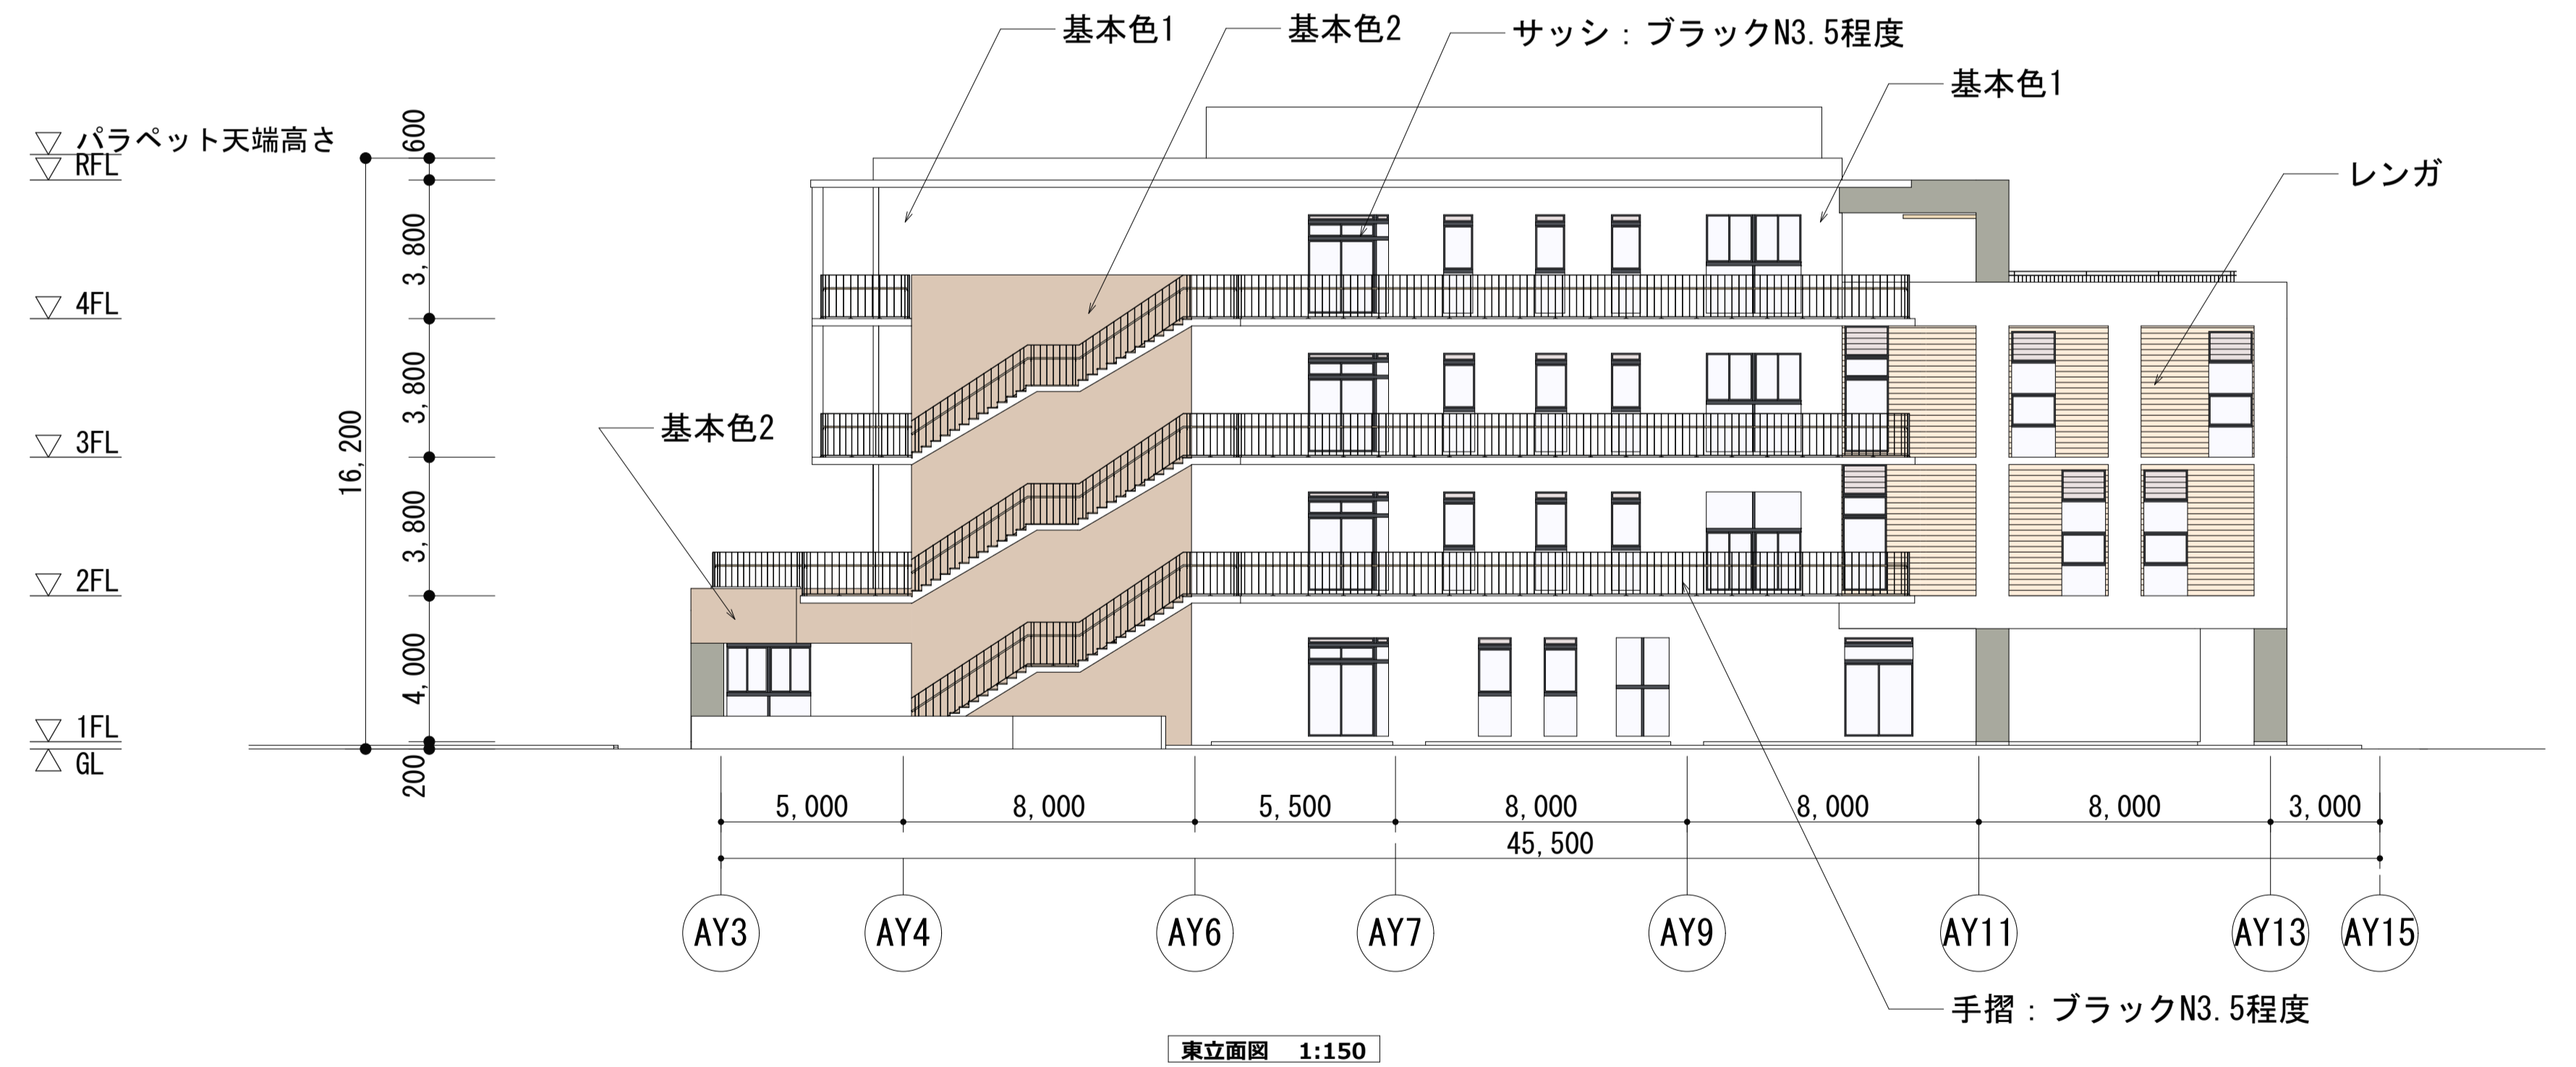 基本色1
基本色2
サッシ：ブラックN3.5程度
基本色1
レンガ
パラペット天端高さ
RFL
4FL
3FL
2FL
1FL
GL
600
3,800
3,800
3,800
4,000
200
16,200
基本色2
5,000 8,000 5,500 8,000 8,000 8,000 3,000
45,500
AY3 AY4 AY6 AY7 AY9 AY11 AY13 AY15
手摺：ブラックN3.5程度
東立面図 1:150